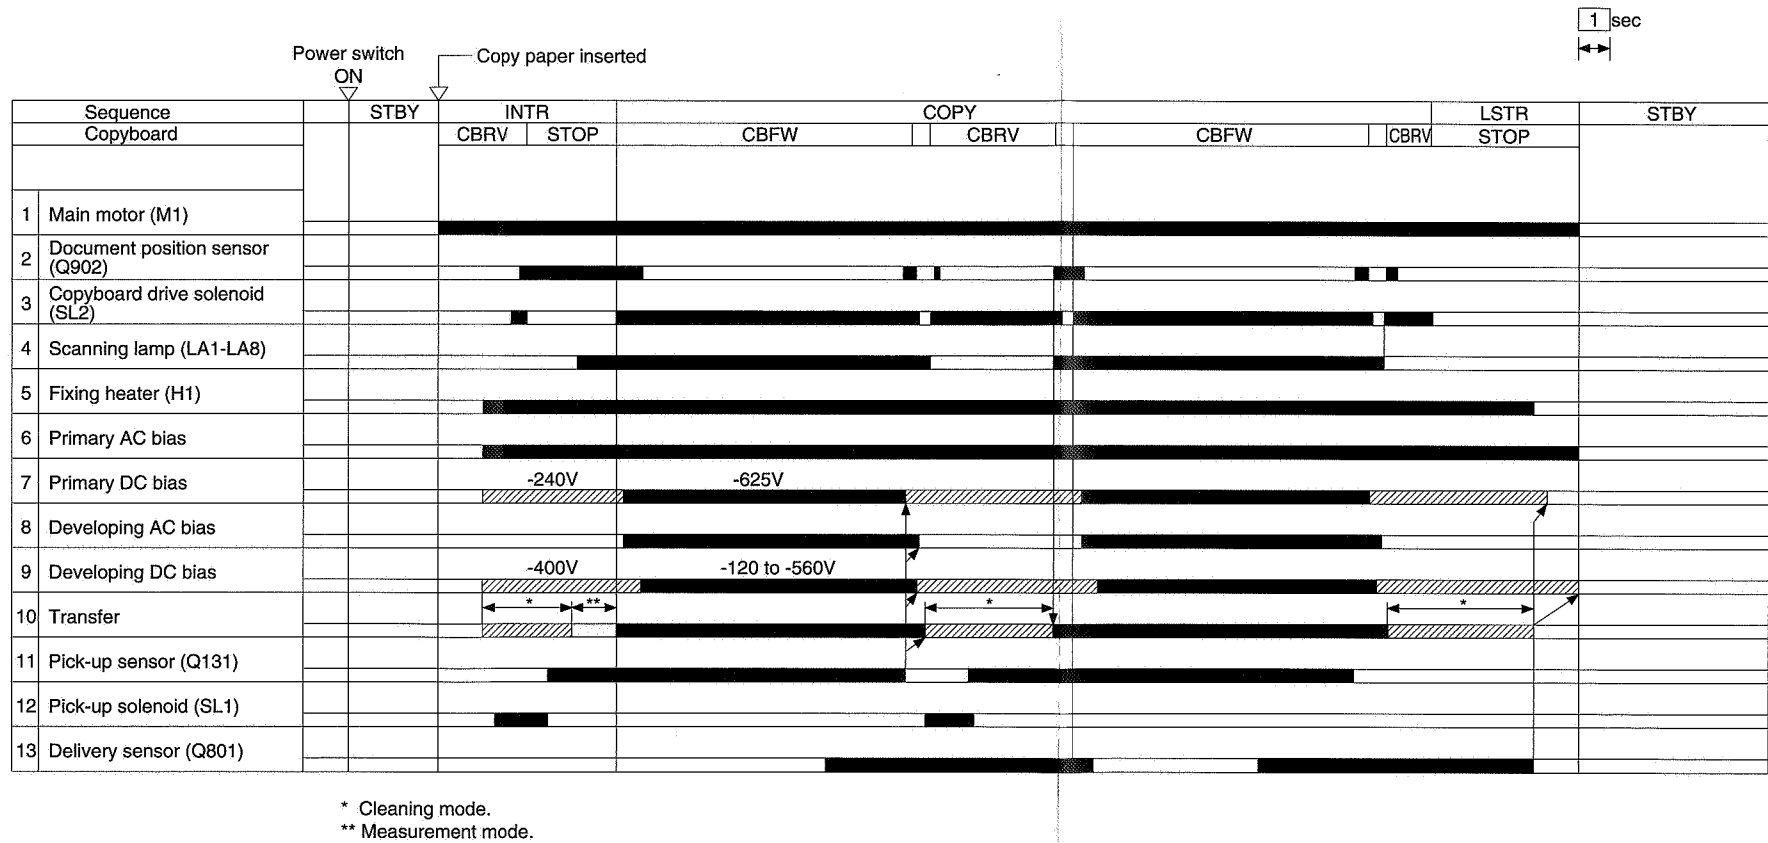 1 sec
Power switch
ON
Copy paper inserted
Sequence STBY INTR COPY LSTR STBY
Copyboard CBRV STOP CBFW CBRV CBFW CBRV STOP
1 Main motor (M1)
2 Document position sensor
(Q902)
3 Copyboard drive solenoid
(SL2)
4 Scanning lamp (LA1-LA8)
5 Fixing heater (H1)
6 Primary AC bias
7 Primary DC bias -240V -625V
8 Developing AC bias
9 Developing DC bias -400V -120 to -560V
* ** * *
10 Transfer
11 Pick-up sensor (Q131)
12 Pick-up solenoid (SL1)
13 Delivery sensor (Q801)
* Cleaning mode.
** Measurement mode.